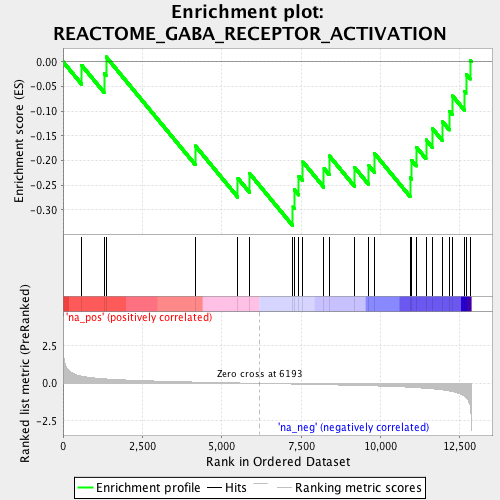 Enrichment plot:
REACTOME_GABA_RECEPTOR_ACTIVATION
Enrichment score (ES)
0.00
-0.05
-0.10
-0.15
-0.20
-0.25
-0.30
'na_pos' (positively correlated)
Ranked list metric (PreRanked)
2.5
0.0
-2.5
Zero cross at 6193
'na_neg' (negatively correlated)
0
2,500
5,000
7,500
10,000
12,500
Rank in Ordered Dataset
Enrichment profile
Hits
Ranking metric scores